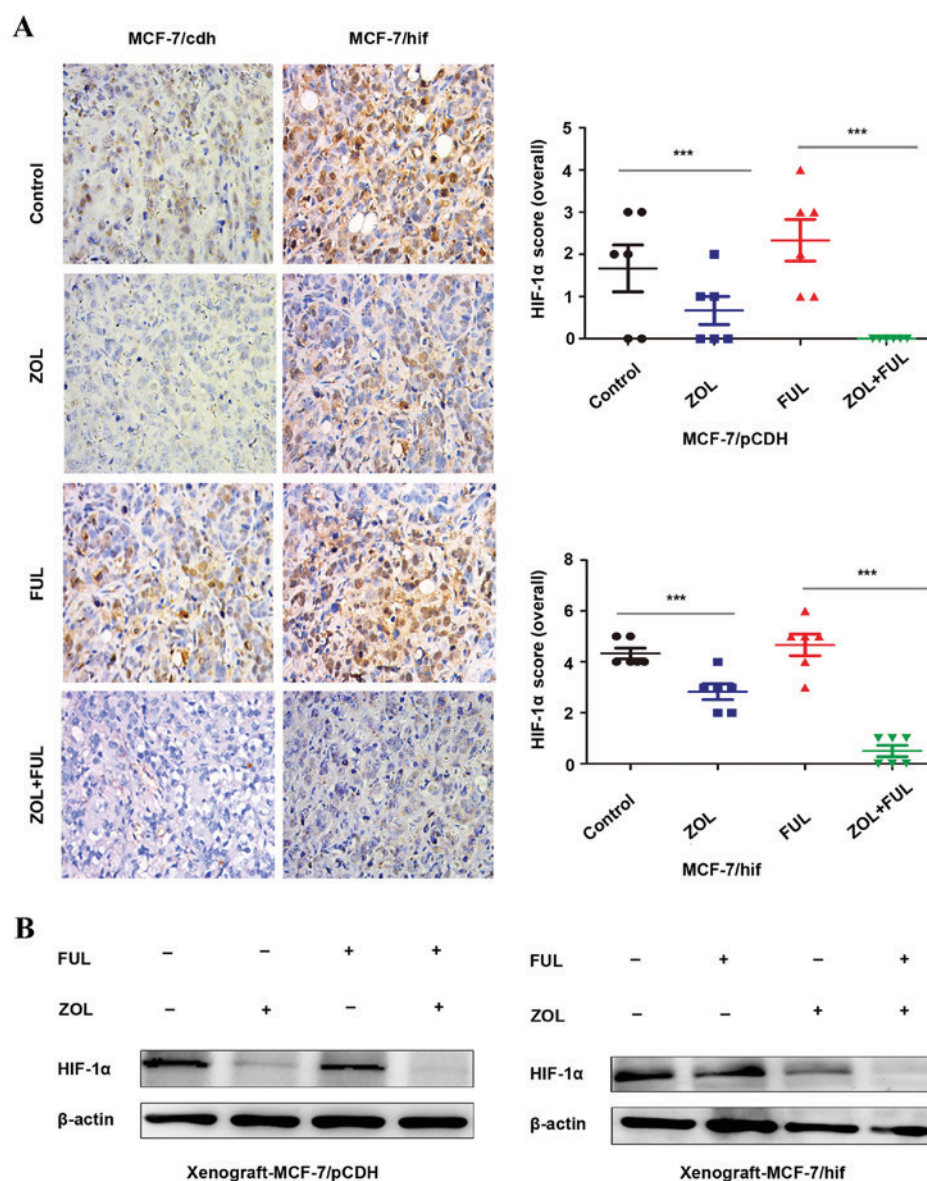 A
MCF-7/cdh MCF-7/hif
Control
ZOL
FUL
ZOL+FUL
HIF-1α score (overall)
5
4
3
2
1
0
*** ***
Control ZOL FUL ZOL+FUL
MCF-7/pCDH
HIF-1α score (overall)
8
6
4
2
0
*** ***
Control ZOL FUL ZOL+FUL
MCF-7/hif
B
FUL – – + +
ZOL – + – +
HIF-1α
β-actin
Xenograft-MCF-7/pCDH
FUL – + – +
ZOL – – + +
HIF-1α
β-actin
Xenograft-MCF-7/hif